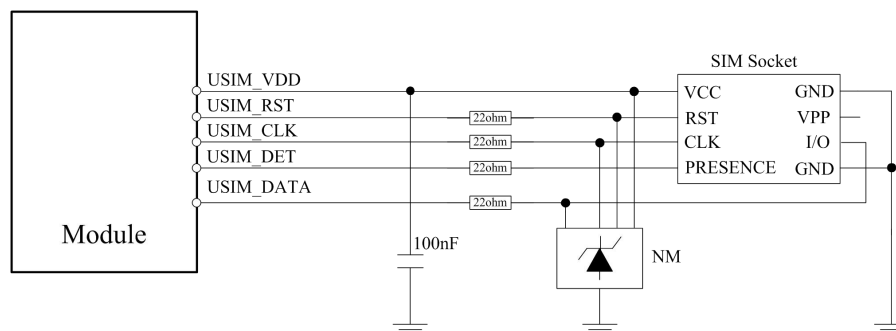 SIM Socket
USIM_VDD
VCC
GND
USIM_RST
22ohm
RST
VPP
USIM_CLK
22ohm
CLK
I/O
USIM_DET
22ohm
PRESENCE
GND
USIM_DATA
22ohm
Module
100nF
NM